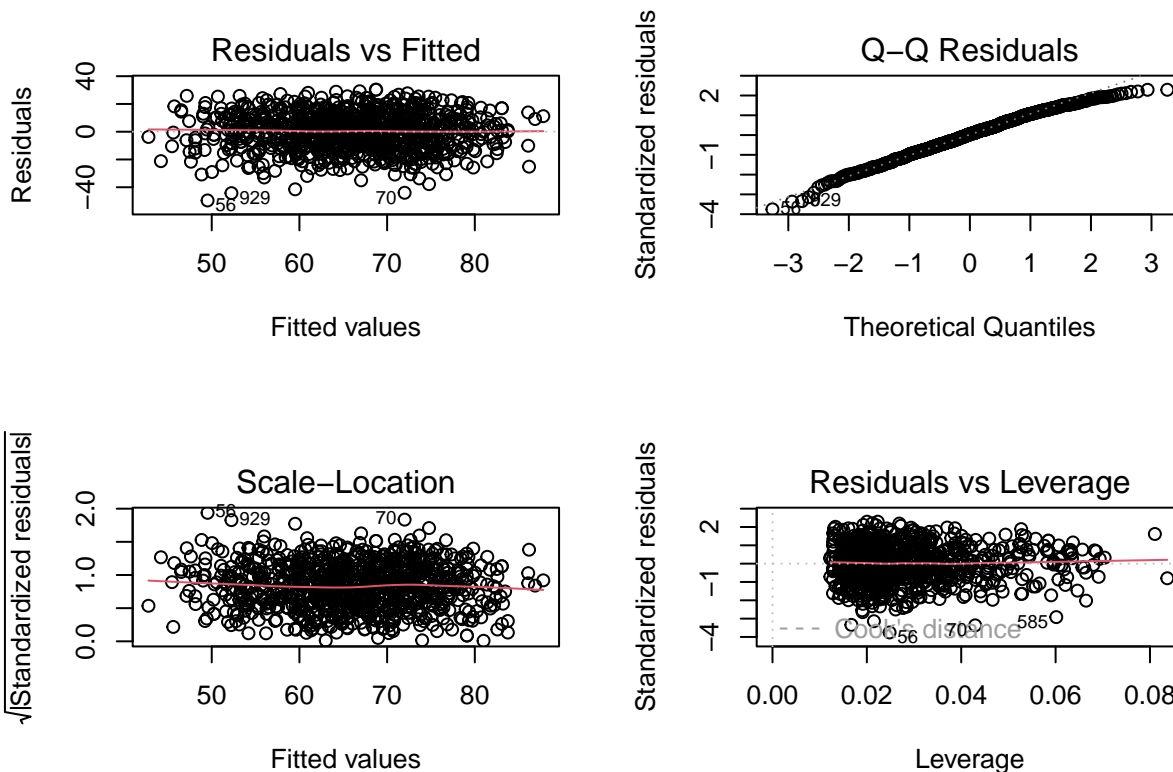 Residuals vs Fitted
Residuals
40
0
−40
56
929
70
50 60 70 80
Fitted values
Q−Q Residuals
Standardized residuals
2
−1
−4
56
929
−3 −2 −1 0 1 2 3
Theoretical Quantiles
Scale−Location
√|Standardized residuals|
2.0
1.0
0.0
56
929
70
50 60 70 80
Fitted values
Residuals vs Leverage
Standardized residuals
2
−1
−4
Cook's distance
56
70
585
0.00 0.02 0.04 0.06 0.08
Leverage